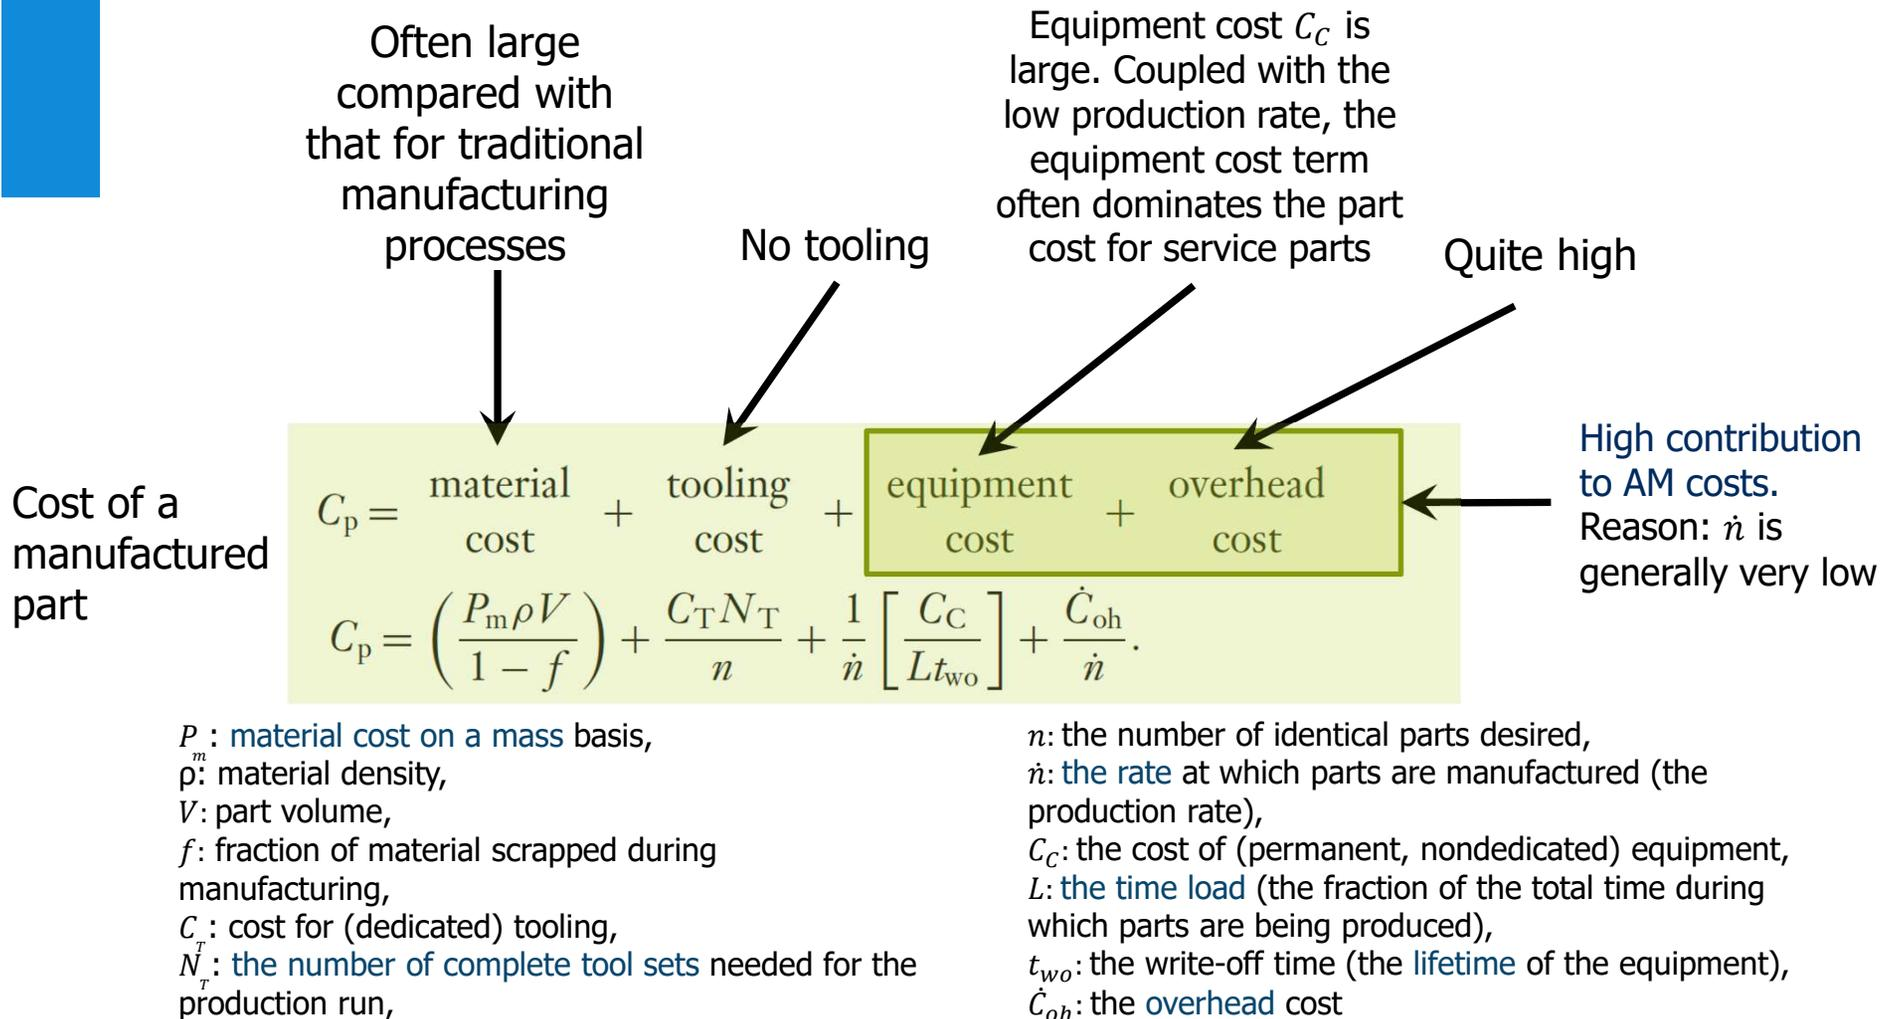 Often large
compared with
that for traditional
manufacturing
processes
No tooling
Equipment cost C_C is
large. Coupled with the
low production rate, the
equipment cost term
often dominates the part
cost for service parts
Quite high
Cost of a
manufactured
part
C_p = material cost + tooling cost + equipment cost + overhead cost
C_p = (P_m ρV / 1 − f) + C_T N_T / n + 1/ṅ [C_C / Lt_wo] + Ċ_oh / ṅ.
High contribution
to AM costs.
Reason: ṅ is
generally very low
P_m: material cost on a mass basis,
ρ: material density,
V: part volume,
f: fraction of material scrapped during
manufacturing,
C_T: cost for (dedicated) tooling,
N_T: the number of complete tool sets needed for the
production run,
n: the number of identical parts desired,
ṅ: the rate at which parts are manufactured (the
production rate),
C_C: the cost of (permanent, nondedicated) equipment,
L: the time load (the fraction of the total time during
which parts are being produced),
t_wo: the write-off time (the lifetime of the equipment),
Ċ_oh: the overhead cost